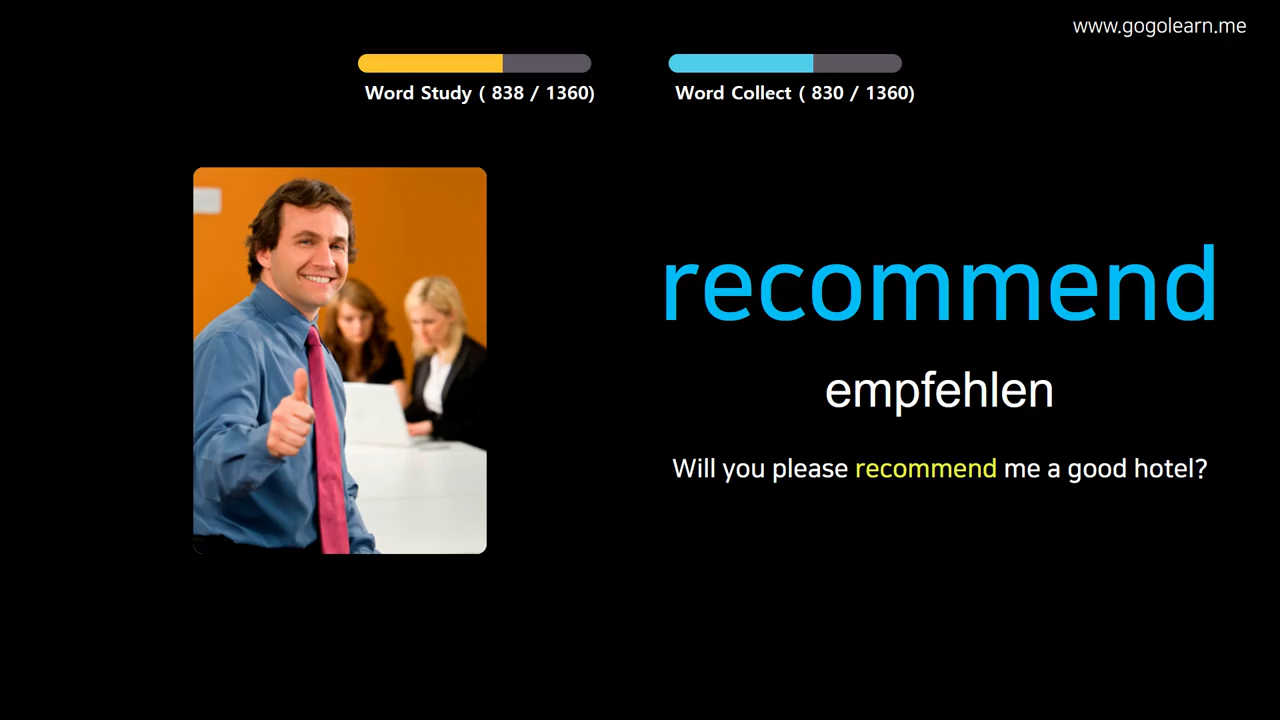 www.gogolearn.me
Word Study ( 838 / 1360)
Word Collect ( 830 / 1360)
recommend
empfehlen
Will you please recommend me a good hotel?